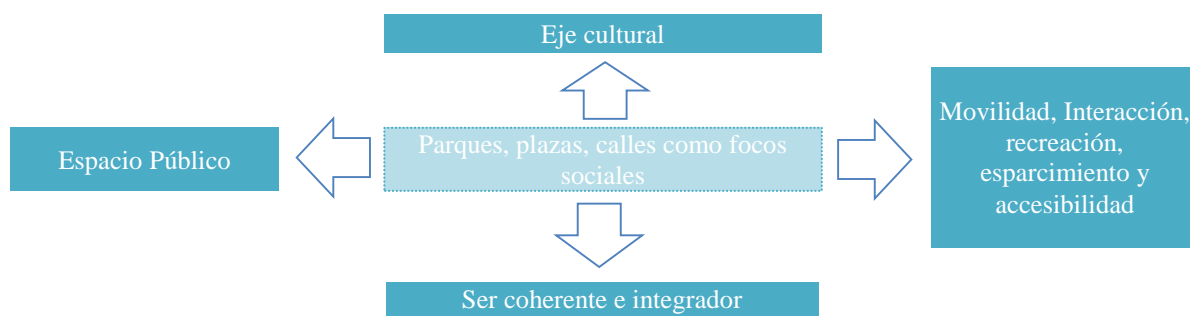 Eje cultural
Espacio Público
Parques, plazas, calles como focos
sociales
Movilidad, Interacción,
recreación,
esparcimiento y
accesibilidad
Ser coherente e integrador